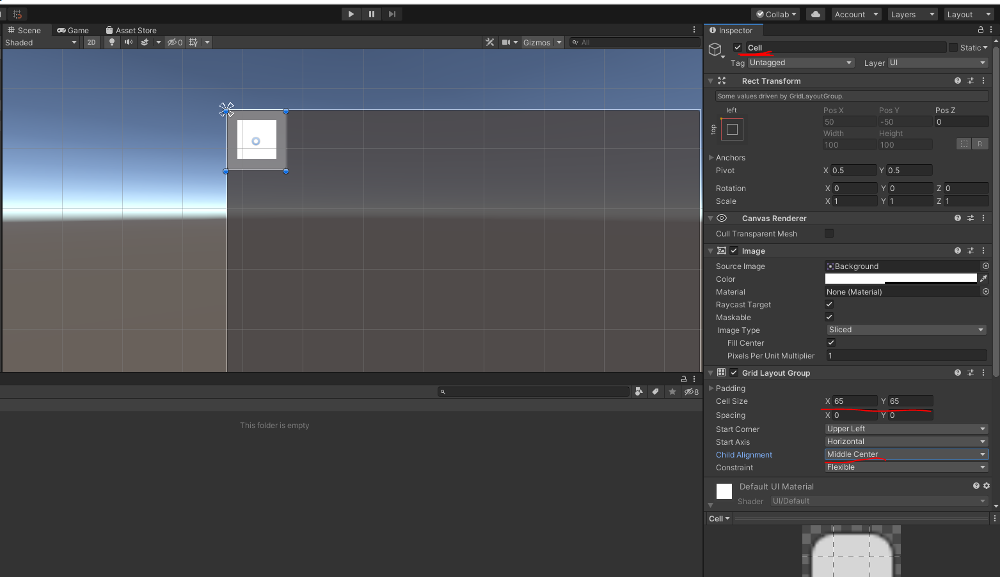 Collab
Account
Layers
Layout
Scene
Game
Asset Store
Inspector
Shaded
2D
0
Gizmos
All
Cell
Static
Tag
Untagged
Layer
UI
Rect Transform
Some values driven by GridLayoutGroup.
left
top
Pos X
Pos Y
Pos Z
50
-50
0
Width
Height
100
100
R
Anchors
Pivot
X 0.5
Y 0.5
Rotation
X 0
Y 0
Z 0
Scale
X 1
Y 1
Z 1
Canvas Renderer
Cull Transparent Mesh
Image
Source Image
Background
Color
Material
None (Material)
Raycast Target
Maskable
Image Type
Sliced
Fill Center
Pixels Per Unit Multiplier
1
Grid Layout Group
Padding
Cell Size
X 65
Y 65
Spacing
X 0
Y 0
Start Corner
Upper Left
Start Axis
Horizontal
Child Alignment
Middle Center
Constraint
Flexible
Default UI Material
Shader
UI/Default
Cell
8
This folder is empty